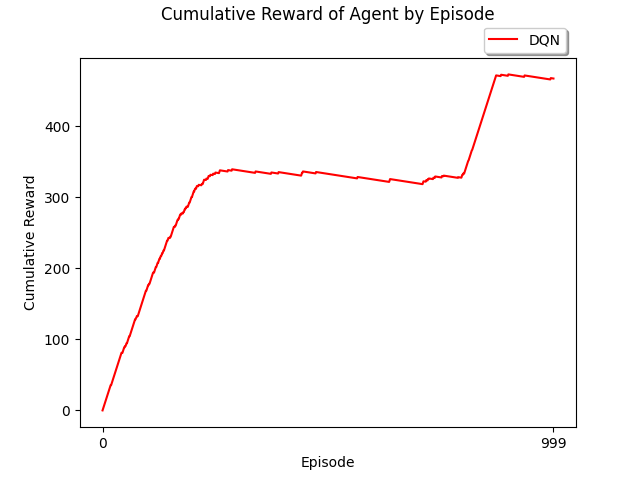 Cumulative Reward of Agent by Episode
DQN
400
300
200
100
0
Cumulative Reward
0
999
Episode